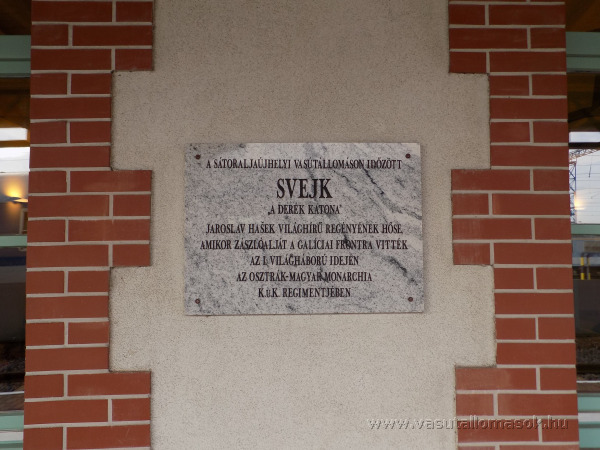 A SÁTORALJAÚJHELYI VASÚTÁLLOMÁSON IDŐZÖTT
SVEJK
„A DERÉK KATONA"
JAROSLAV HAŠEK VILÁGHÍRŰ REGÉNYÉNEK HŐSE,
AMIKOR ZÁSZLÓALJÁT A GALÍCIAI FRONTRA VITTÉK
AZ I. VILÁGHÁBORÚ IDEJÉN
AZ OSZTRÁK-MAGYAR MONARCHIA
K.u.K. REGIMENTJÉBEN
www.vasutallomasok.hu